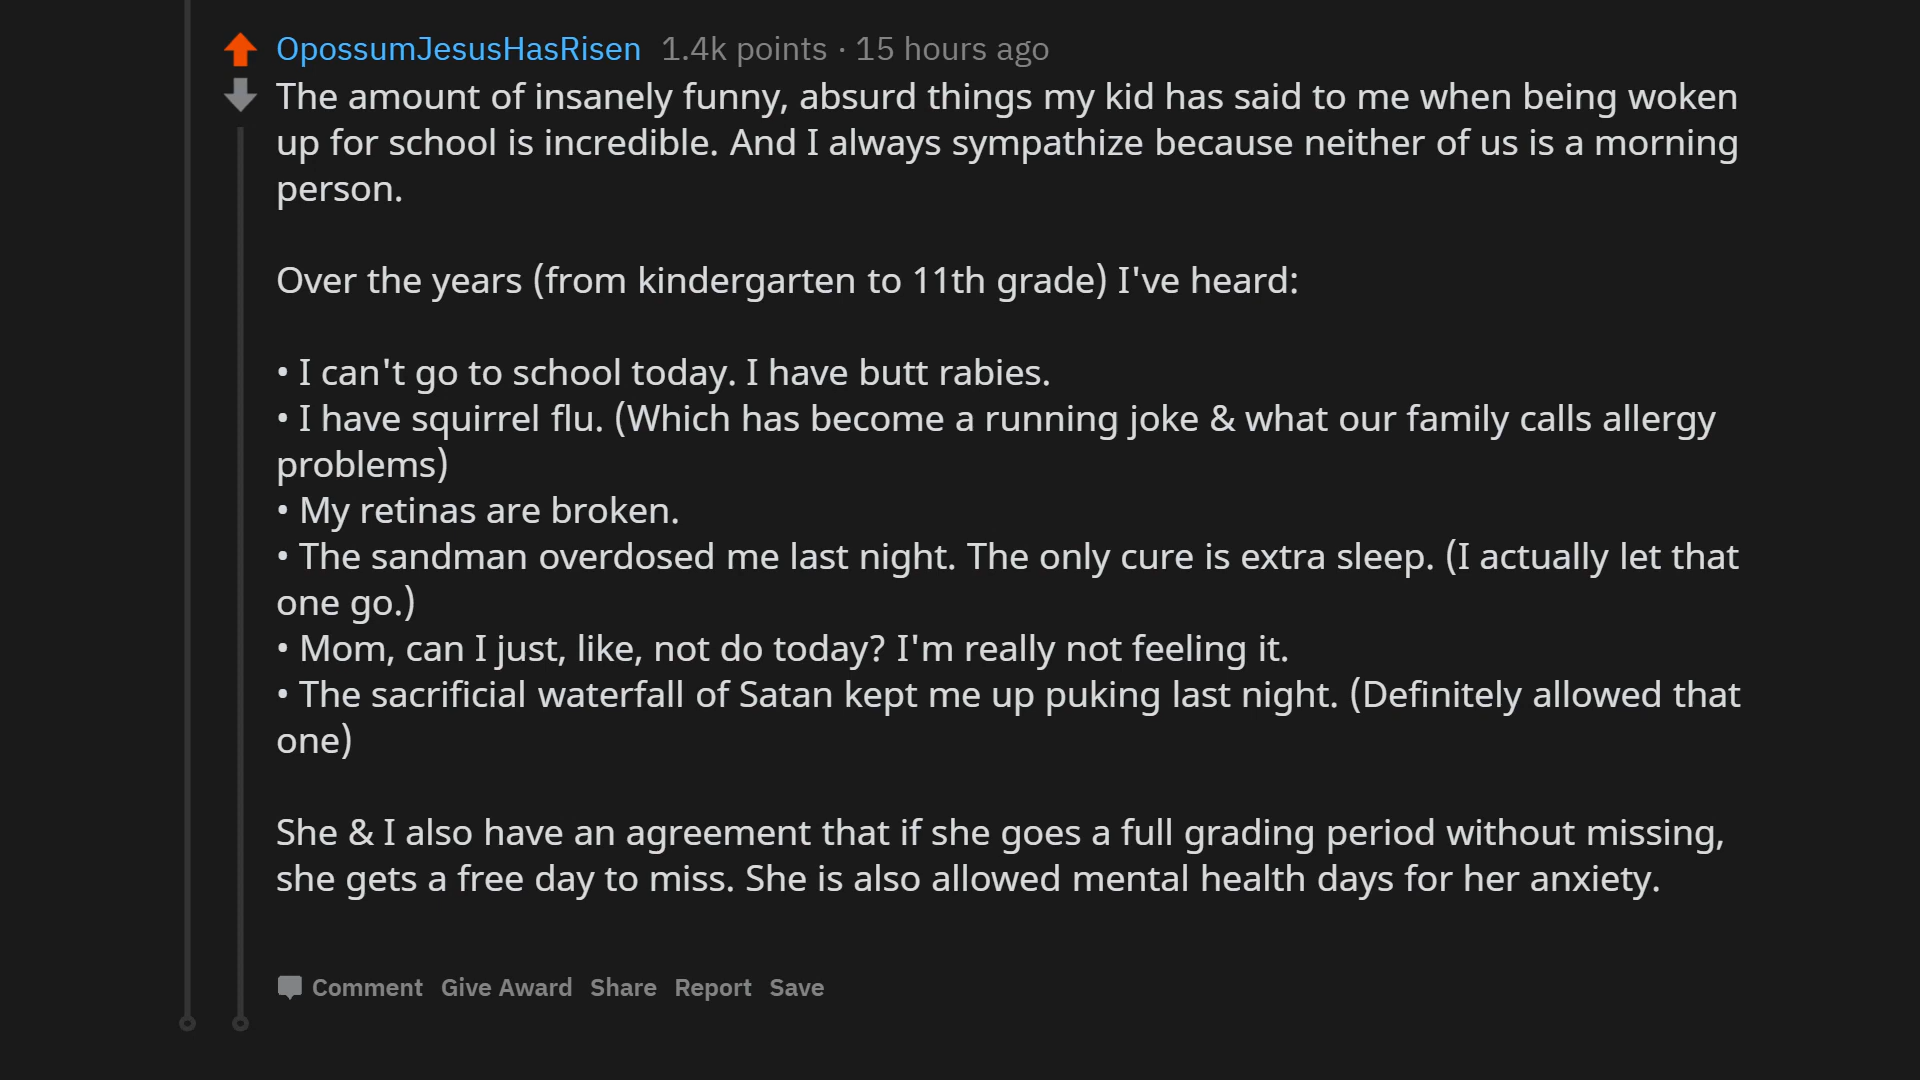 OpossumJesusHasRisen 1.4k points · 15 hours ago
The amount of insanely funny, absurd things my kid has said to me when being woken
up for school is incredible. And I always sympathize because neither of us is a morning
person.
Over the years (from kindergarten to 11th grade) I've heard:
• I can't go to school today. I have butt rabies.
• I have squirrel flu. (Which has become a running joke & what our family calls allergy
problems)
• My retinas are broken.
• The sandman overdosed me last night. The only cure is extra sleep. (I actually let that
one go.)
• Mom, can I just, like, not do today? I'm really not feeling it.
• The sacrificial waterfall of Satan kept me up puking last night. (Definitely allowed that
one)
She & I also have an agreement that if she goes a full grading period without missing,
she gets a free day to miss. She is also allowed mental health days for her anxiety.
Comment Give Award Share Report Save